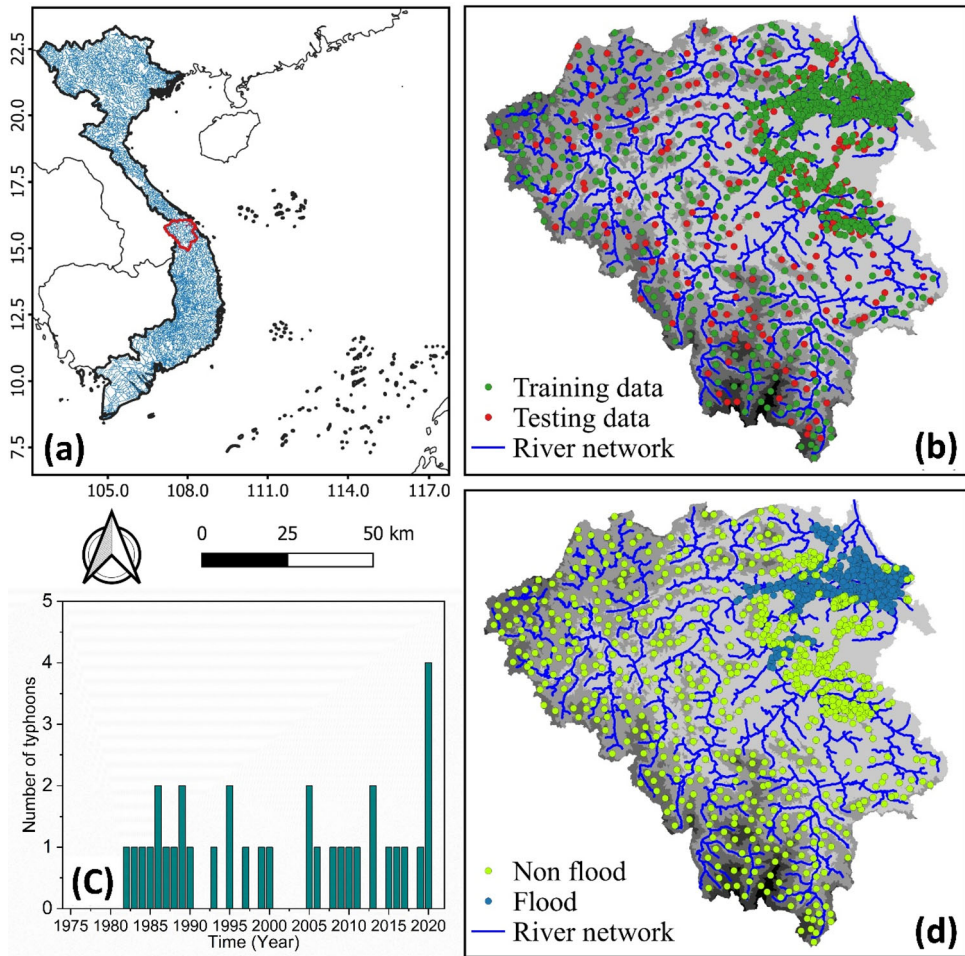 22.5
20.0
17.5
15.0
12.5
10.0
7.5
(a)
105.0 108.0 111.0 114.0 117.0
Training data
Testing data
River network
(b)
0 25 50 km
5
4
3
2
1
0
Number of typhoons
(C)
1975 1980 1985 1990 1995 2000 2005 2010 2015 2020
Time (Year)
Non flood
Flood
River network
(d)